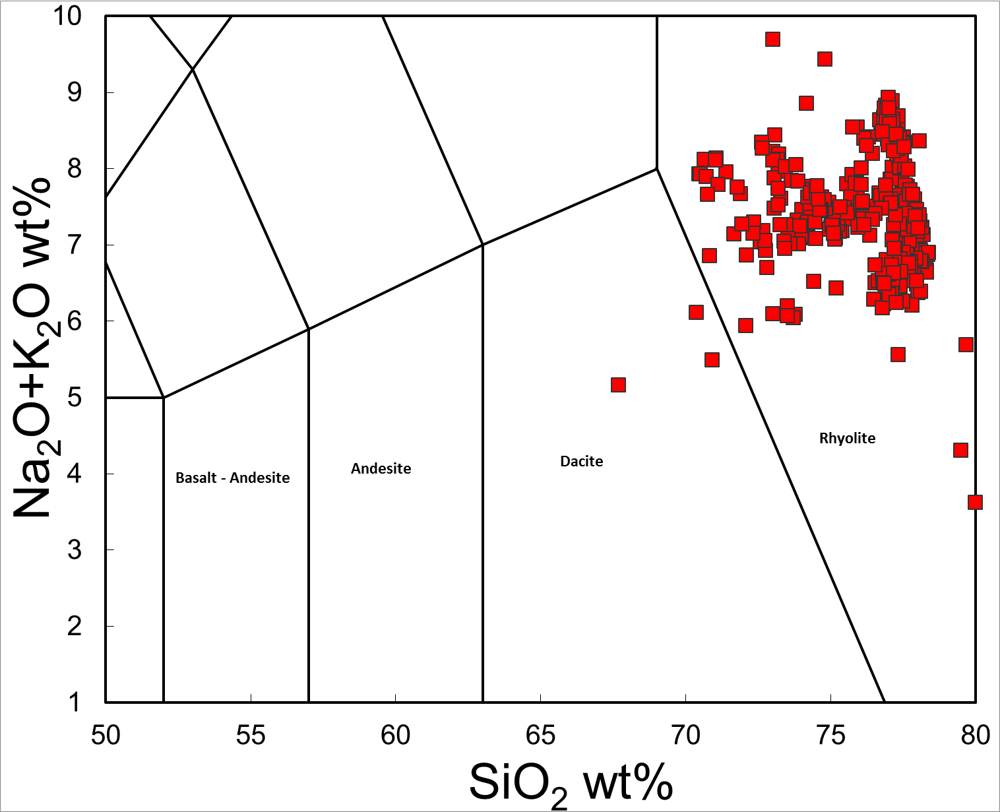 Na₂O+K₂O wt%
10
9
8
7
6
5
4
3
2
1
Rhyolite
Dacite
Andesite
Basalt - Andesite
50 55 60 65 70 75 80
SiO₂ wt%